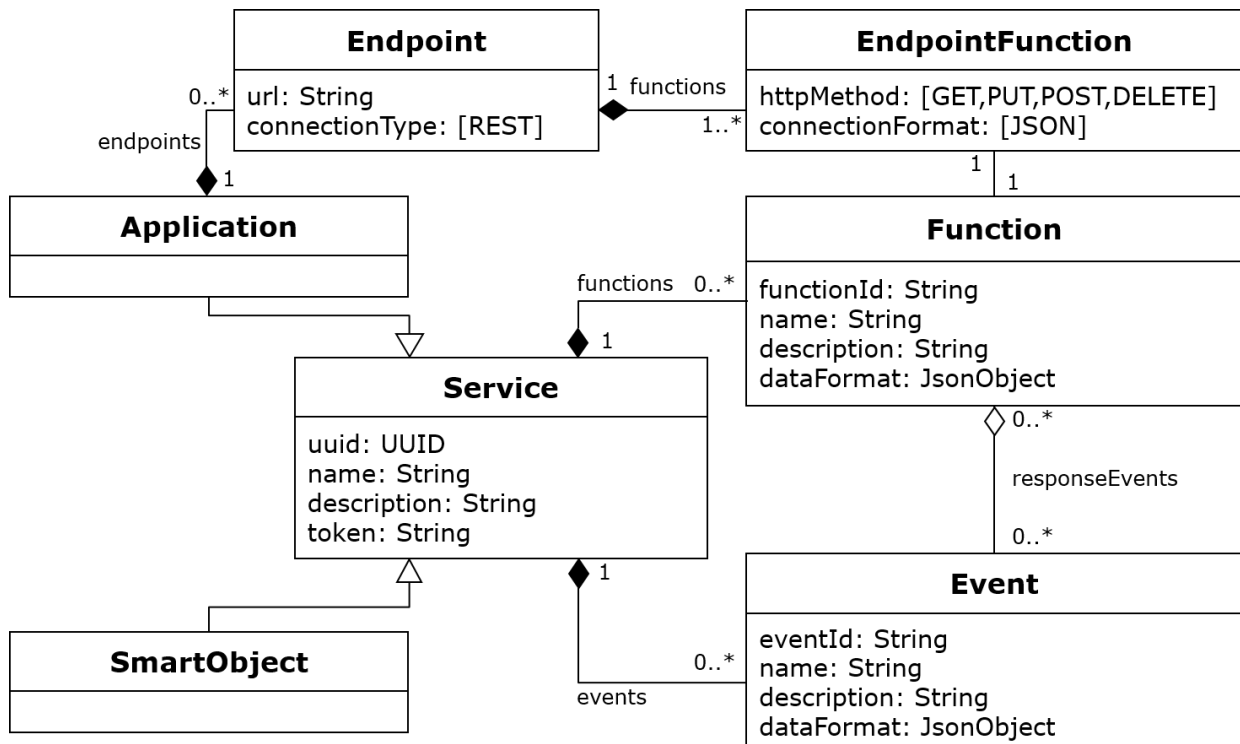 Endpoint
url: String
connectionType: [REST]
EndpointFunction
httpMethod: [GET,PUT,POST,DELETE]
connectionFormat: [JSON]
1
functions
1..*
0..*
endpoints
1
1
1
Application
Function
functionId: String
name: String
description: String
dataFormat: JsonObject
functions
0..*
1
Service
uuid: UUID
name: String
description: String
token: String
0..*
responseEvents
0..*
1
0..*
events
SmartObject
Event
eventId: String
name: String
description: String
dataFormat: JsonObject